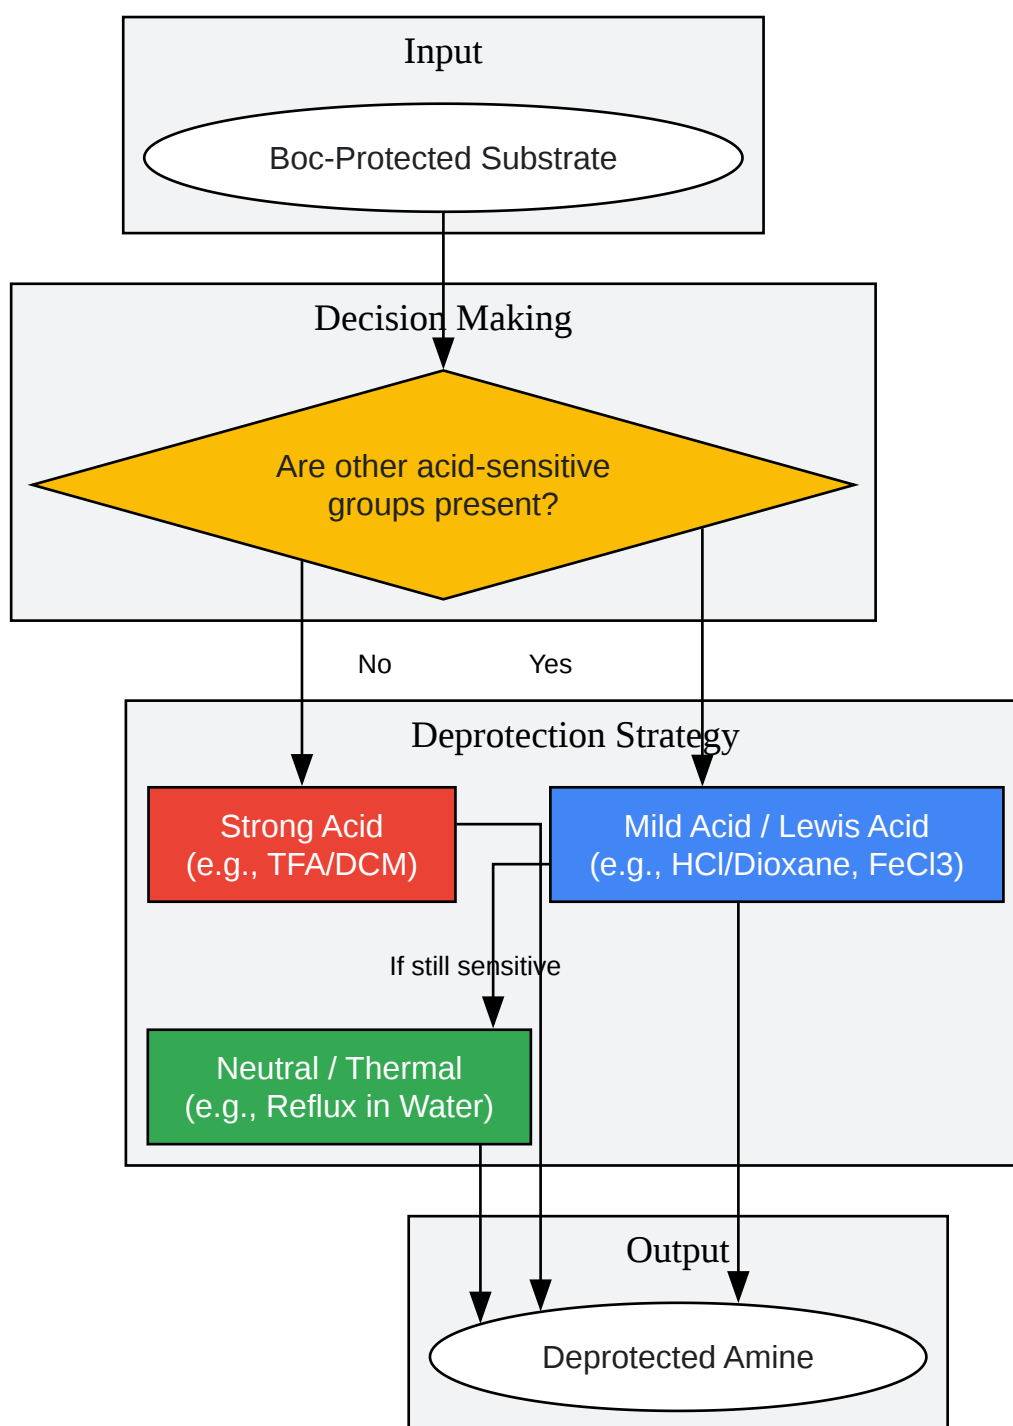 Input
Boc-Protected Substrate
Decision Making
Are other acid-sensitive
groups present?
No
Yes
Deprotection Strategy
Strong Acid
(e.g., TFA/DCM)
Mild Acid / Lewis Acid
(e.g., HCl/Dioxane, FeCl3)
If still sensitive
Neutral / Thermal
(e.g., Reflux in Water)
Output
Deprotected Amine